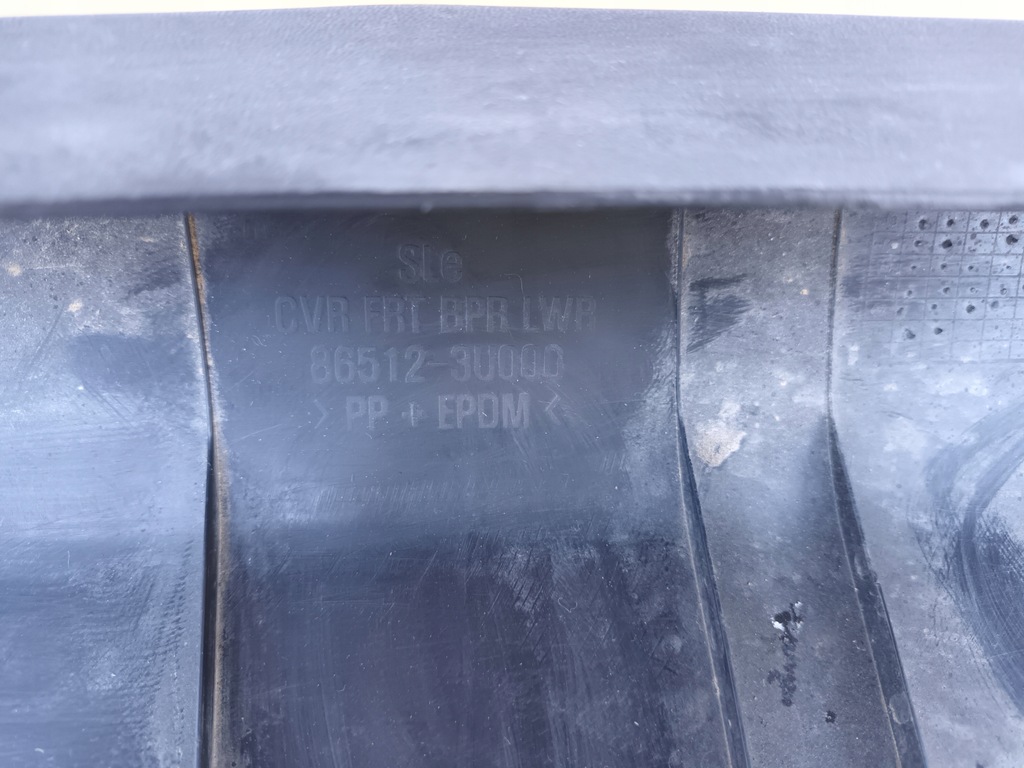 SLe
CVR FRT BPR LWR
86512-3U000
> PP + EPDM <